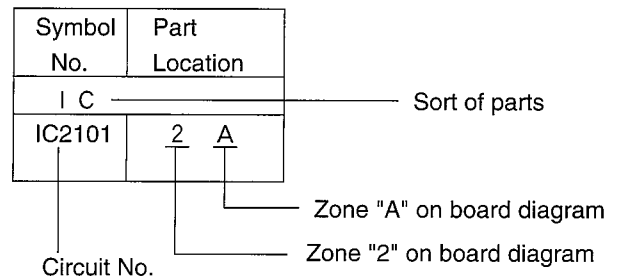 Symbol No.
Part Location
I C
Sort of parts
IC2101
2 A
Zone "A" on board diagram
Zone "2" on board diagram
Circuit No.